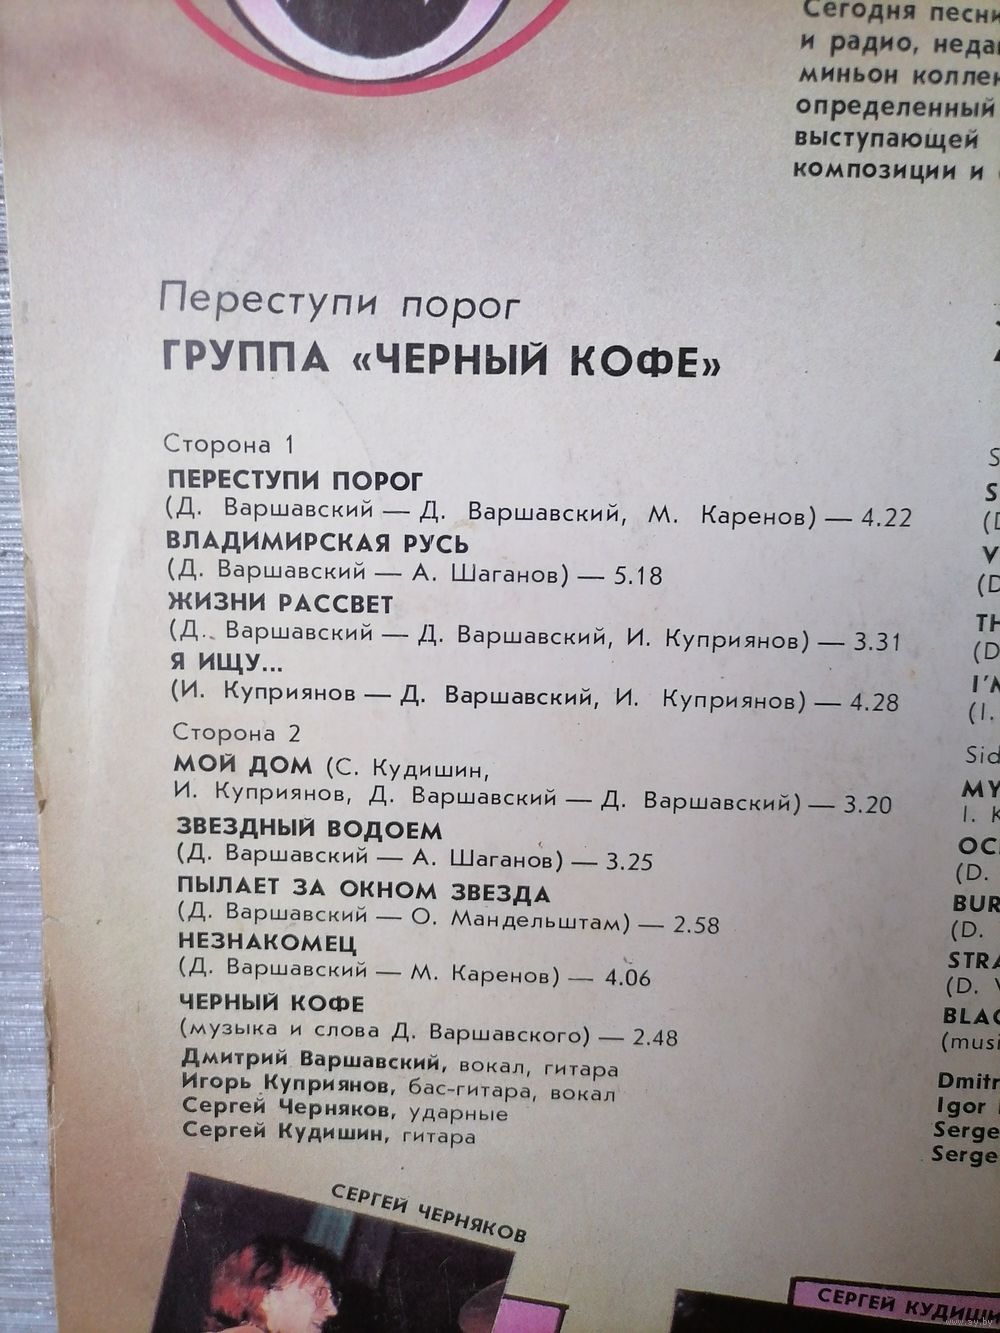 Сегодня песни
и радио,
миньон
определенный
выступающей
композиции и
Переступи порог
ГРУППА «ЧЕРНЫЙ КОФЕ»
Сторона 1
ПЕРЕСТУПИ ПОРОГ
(Д. Варшавский — Д. Варшавский, М. Каренов) — 4.22
ВЛАДИМИРСКАЯ РУСЬ
(Д. Варшавский — А. Шаганов) — 5.18
ЖИЗНИ РАССВЕТ
(Д. Варшавский — Д. Варшавский, И. Куприянов) — 3.31
Я ИЩУ...
(И. Куприянов — Д. Варшавский, И. Куприянов) — 4.28
Сторона 2
МОЙ ДОМ (С. Кудишин,
И. Куприянов, Д. Варшавский — Д. Варшавский) — 3.20
ЗВЕЗДНЫЙ ВОДОЕМ
(Д. Варшавский — А. Шаганов) — 3.25
ПЫЛАЕТ ЗА ОКНОМ ЗВЕЗДА
(Д. Варшавский — О. Мандельштам) — 2.58
НЕЗНАКОМЕЦ
(Д. Варшавский — М. Каренов) — 4.06
ЧЕРНЫЙ КОФЕ
(музыка и слова Д. Варшавского) — 2.48
Дмитрий Варшавский, вокал, гитара
Игорь Куприянов, бас-гитара, вокал
Сергей Черняков, ударные
Сергей Кудишин, гитара
(D.
(D.
(I.
MY
(D.
(D.
(D.
Igor
СЕРГЕЙ ЧЕРНЯКОВ
СЕРГЕЙ